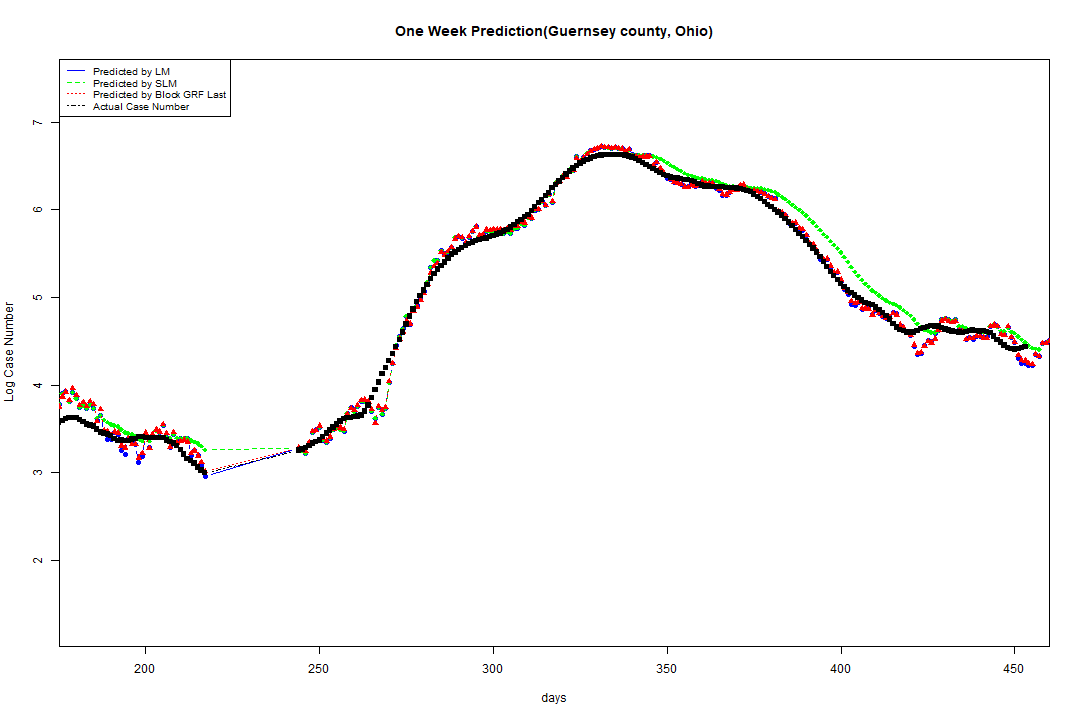 One Week Prediction(Guernsey county, Ohio)
Predicted by LM
Predicted by SLM
Predicted by Block GRF Last
Actual Case Number
7
6
5
4
3
2
Log Case Number
200 250 300 350 400 450
days